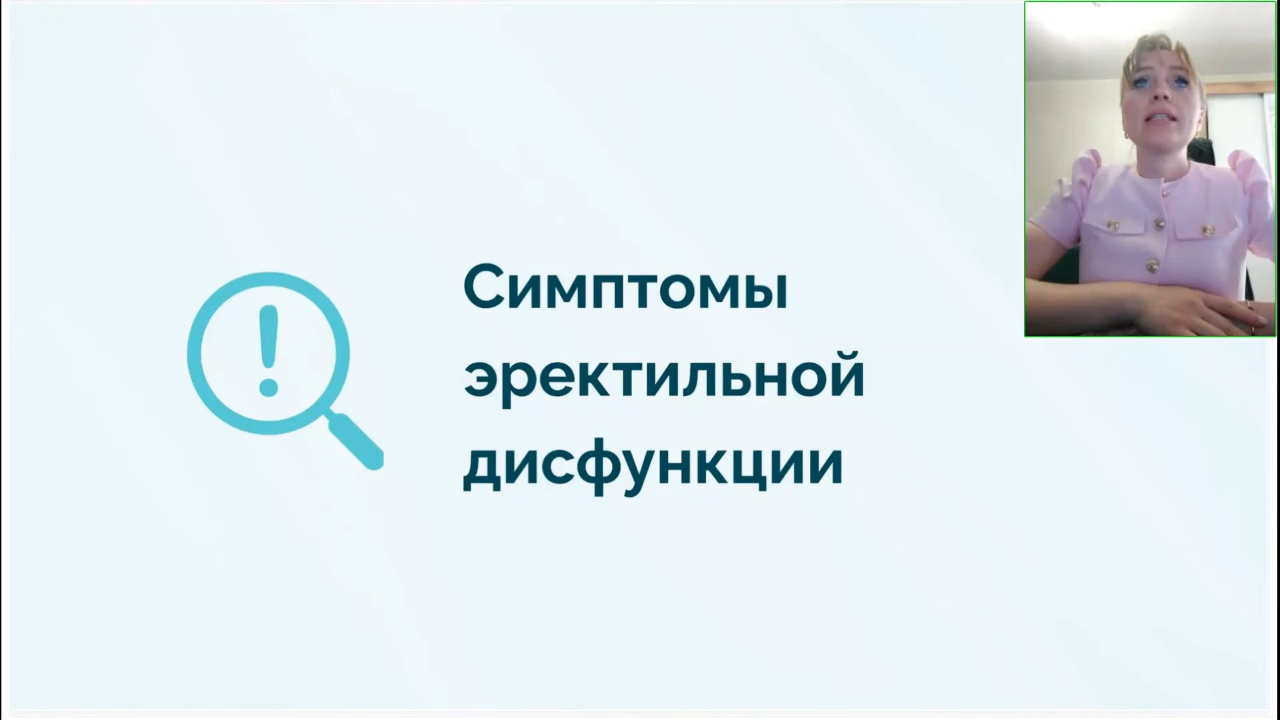 Симптомы
эректильной
дисфункции